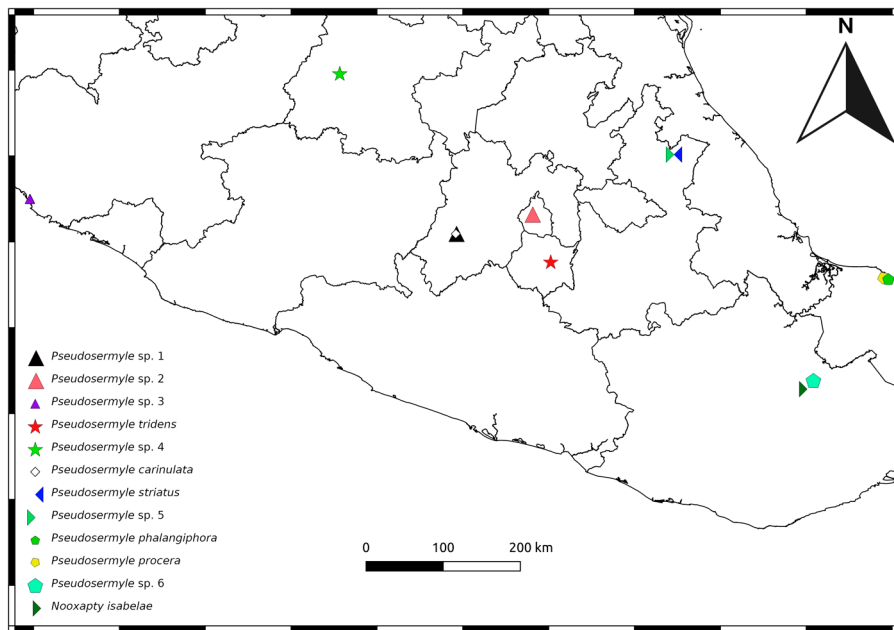 N
Pseudosermyle sp. 1
Pseudosermyle sp. 2
Pseudosermyle sp. 3
Pseudosermyle tridens
Pseudosermyle sp. 4
Pseudosermyle carinulata
Pseudosermyle striatus
Pseudosermyle sp. 5
Pseudosermyle phalangiphora
Pseudosermyle procera
Pseudosermyle sp. 6
Nooxapty isabelae
0 100 200 km